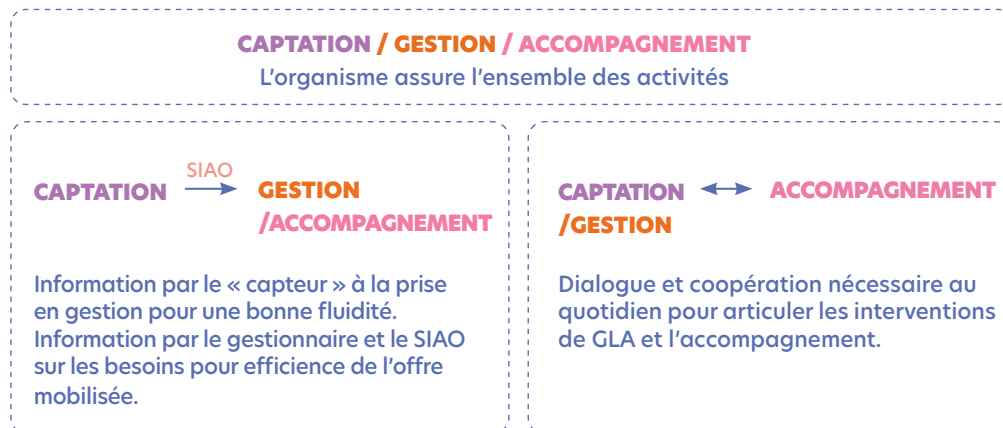 CAPTATION / GESTION / ACCOMPAGNEMENT
L'organisme assure l'ensemble des activités
SIAO
CAPTATION GESTION
/ACCOMPAGNEMENT
Information par le « capteur » à la prise
en gestion pour une bonne fluidité.
Information par le gestionnaire et le SIAO
sur les besoins pour efficience de l'offre
mobilisée.
CAPTATION ACCOMPAGNEMENT
/GESTION
Dialogue et coopération nécessaire au
quotidien pour articuler les interventions
de GLA et l'accompagnement.